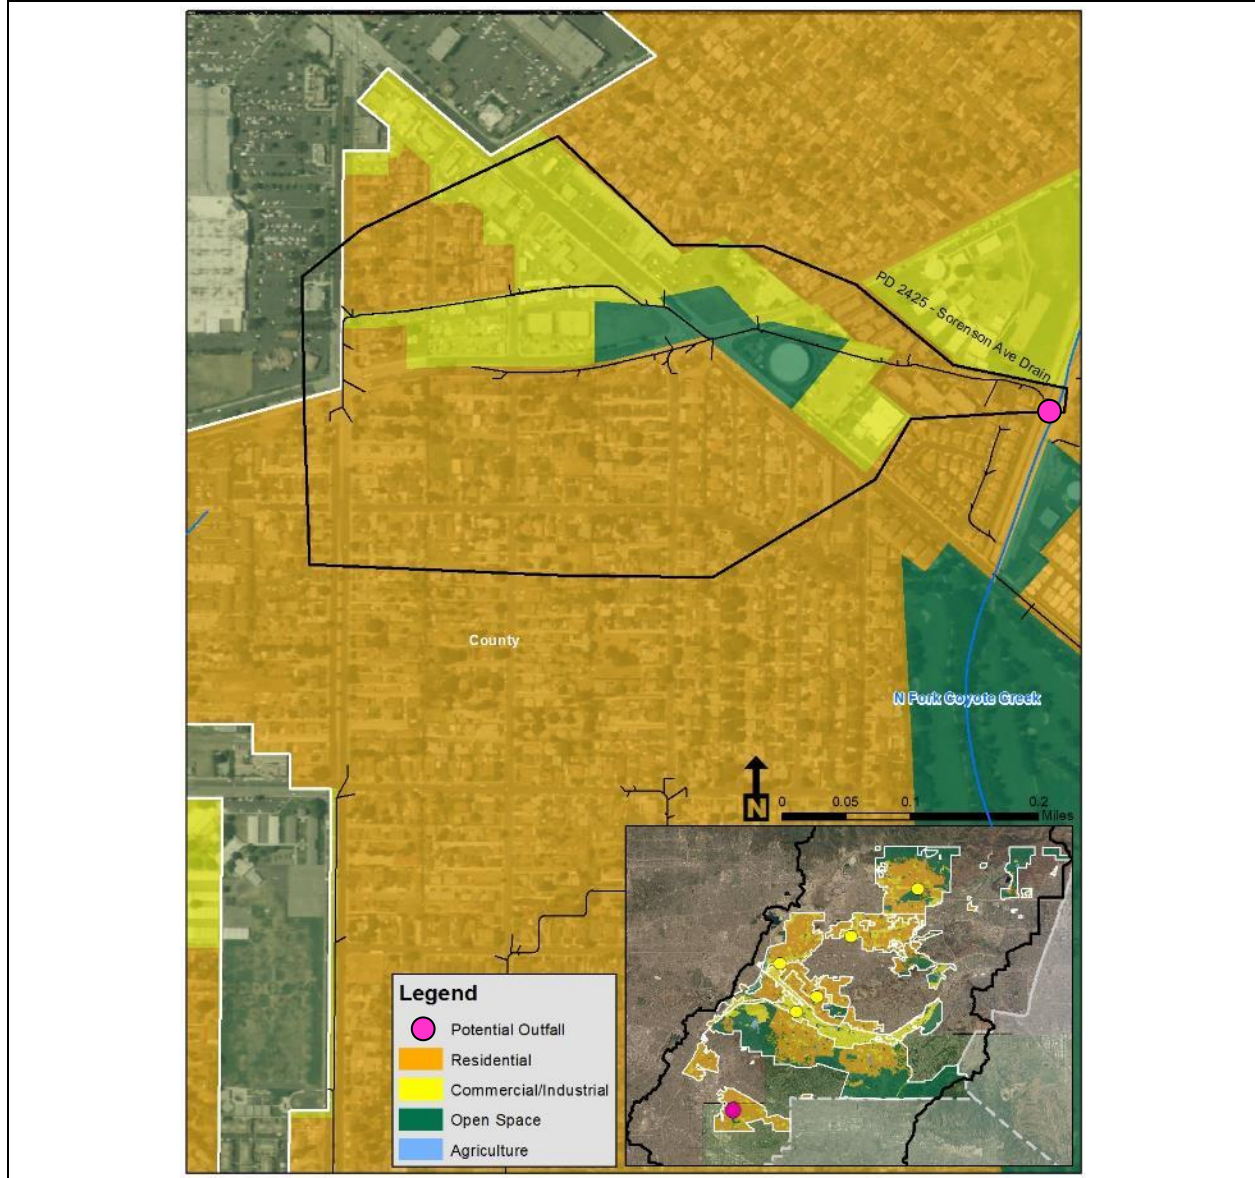 PD 2425 - Sorenson Ave Drain
County
N Fork Coyote Creek
N
0 0.05 0.1 0.2
Miles
Legend
Potential Outfall
Residential
Commercial/Industrial
Open Space
Agriculture